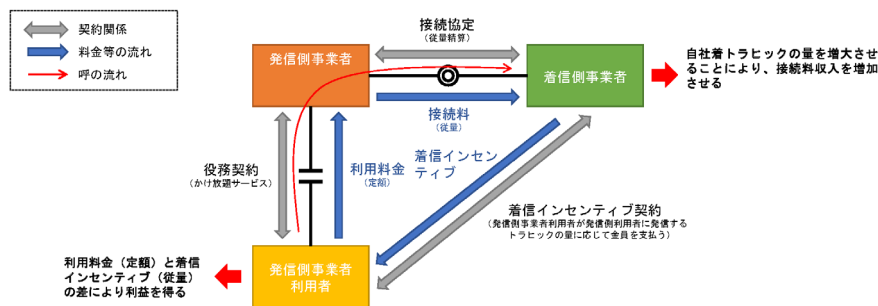 契約関係
料金等の流れ
呼の流れ
接続協定
(従量精算)
発信側事業者
着信側事業者
自社着トラヒックの量を増大させ
ることにより、接続料収入を増加
させる
接続料
(従量)
役務契約
(かけ放題サービス)
利用料金
(定額)
着信インセン
ティブ
着信インセンティブ契約
(発信側事業者利用者が発信側利用者に発信する
トラヒックの量に応じて金員を支払う)
発信側事業者
利用者
利用料金(定額)と着信
インセンティブ(従量)
の差により利益を得る